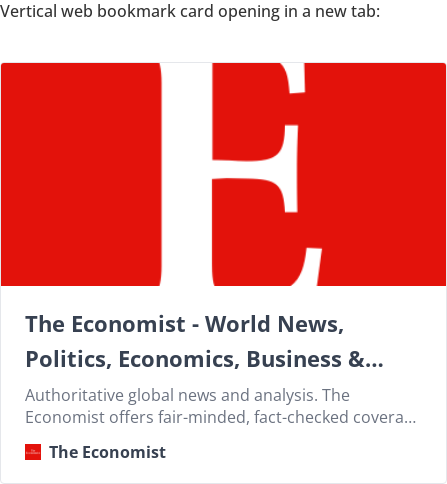 Vertical web bookmark card opening in a new tab:
E
The Economist - World News,
Politics, Economics, Business &...
Authoritative global news and analysis. The
Economist offers fair-minded, fact-checked covera...
The Economist